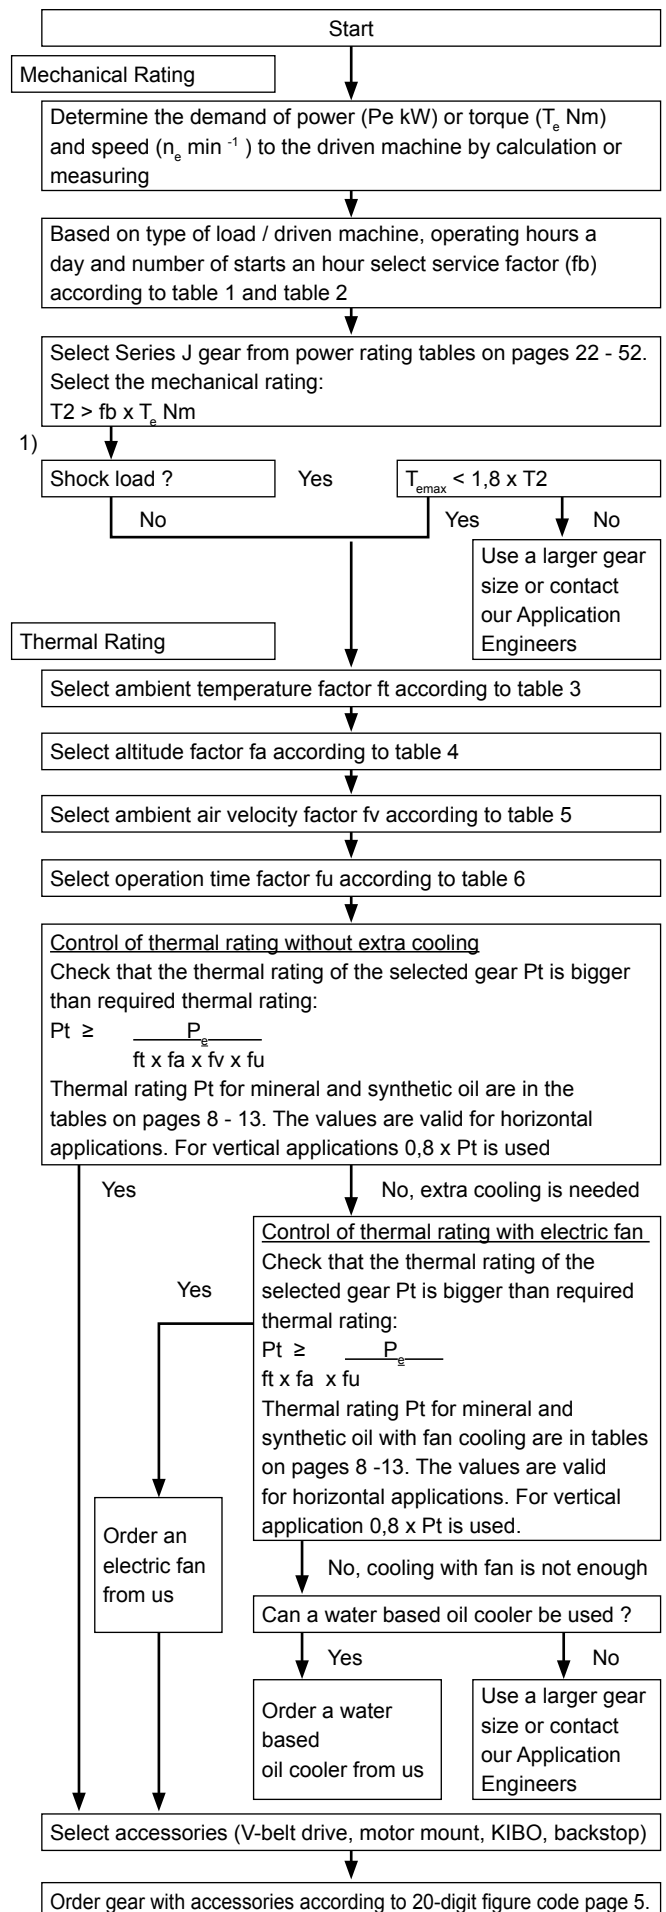 Start
Mechanical Rating
Determine the demand of power (Pe kW) or torque (Te Nm)
and speed (ne min -1 ) to the driven machine by calculation or
measuring
Based on type of load / driven machine, operating hours a
day and number of starts an hour select service factor (fb)
according to table 1 and table 2
Select Series J gear from power rating tables on pages 22 - 52.
Select the mechanical rating:
T2 > fb x Te Nm
1)
Shock load ? Yes Temax < 1,8 x T2
No Yes No
Use a larger gear
size or contact
our Application
Engineers
Thermal Rating
Select ambient temperature factor ft according to table 3
Select altitude factor fa according to table 4
Select ambient air velocity factor fv according to table 5
Select operation time factor fu according to table 6
Control of thermal rating without extra cooling
Check that the thermal rating of the selected gear Pt is bigger
than required thermal rating:
Pt ≥ Pe
ft x fa x fv x fu
Thermal rating Pt for mineral and synthetic oil are in the
tables on pages 8 - 13. The values are valid for horizontal
applications. For vertical applications 0,8 x Pt is used
Yes No, extra cooling is needed
Control of thermal rating with electric fan
Check that the thermal rating of the
selected gear Pt is bigger than required
thermal rating:
Pt ≥ Pe
ft x fa x fu
Thermal rating Pt for mineral and
synthetic oil with fan cooling are in tables
on pages 8 -13. The values are valid
for horizontal applications. For vertical
application 0,8 x Pt is used.
Yes
Order an
electric fan
from us
No, cooling with fan is not enough
Can a water based oil cooler be used ?
Yes No
Order a water
based
oil cooler from us
Use a larger gear
size or contact
our Application
Engineers
Select accessories (V-belt drive, motor mount, KIBO, backstop)
Order gear with accessories according to 20-digit figure code page 5.